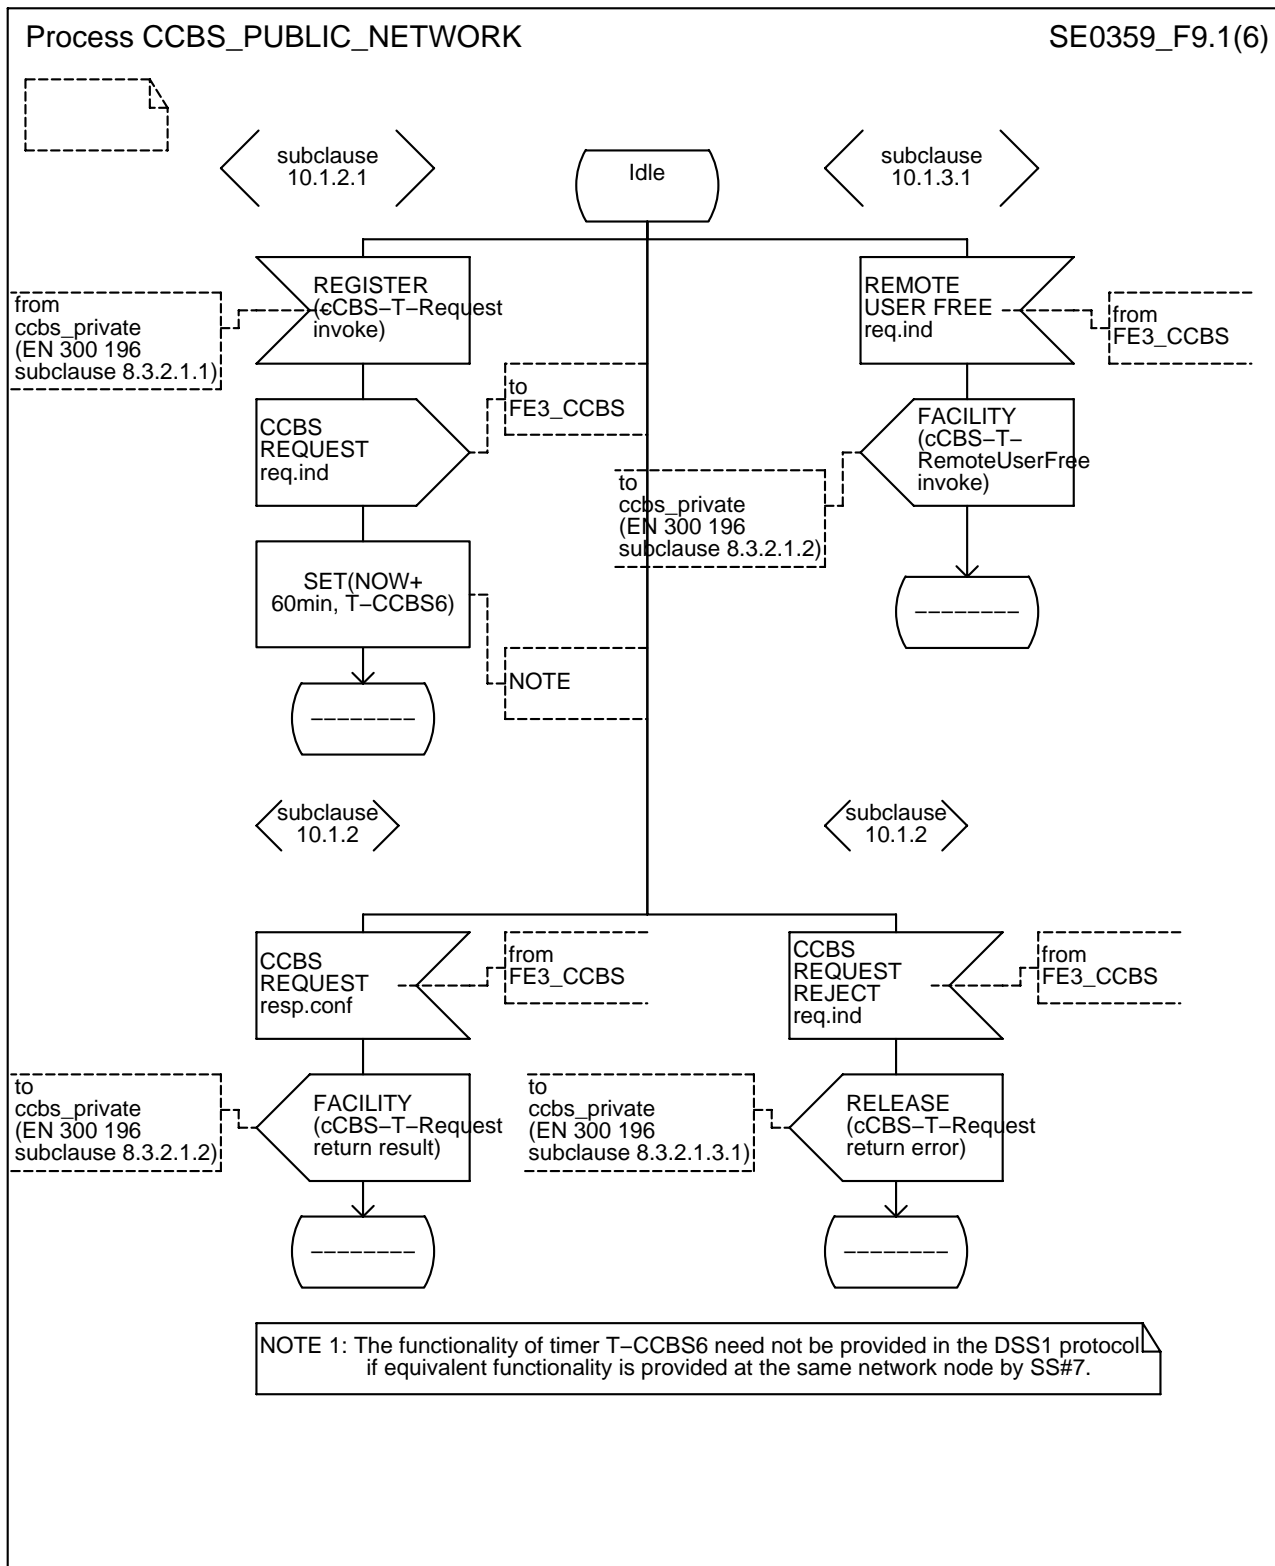 Process CCBS_PUBLIC_NETWORK
SE0359_F9.1(6)
subclause
10.1.2.1
Idle
subclause
10.1.3.1
from
ccbs_private
(EN 300 196
subclause 8.3.2.1.1)
REGISTER
(cCBS–T–Request
invoke)
REMOTE
USER FREE
req.ind
from
FE3_CCBS
CCBS
REQUEST
req.ind
to
FE3_CCBS
FACILITY
(cCBS–T–
RemoteUserFree
invoke)
to
ccbs_private
(EN 300 196
subclause 8.3.2.1.2)
SET(NOW+
60min, T–CCBS6)
NOTE
subclause
10.1.2
subclause
10.1.2
CCBS
REQUEST
resp.conf
from
FE3_CCBS
CCBS
REQUEST
REJECT
req.ind
from
FE3_CCBS
to
ccbs_private
(EN 300 196
subclause 8.3.2.1.2)
FACILITY
(cCBS–T–Request
return result)
to
ccbs_private
(EN 300 196
subclause 8.3.2.1.3.1)
RELEASE
(cCBS–T–Request
return error)
NOTE 1: The functionality of timer T–CCBS6 need not be provided in the DSS1 protocol
if equivalent functionality is provided at the same network node by SS#7.